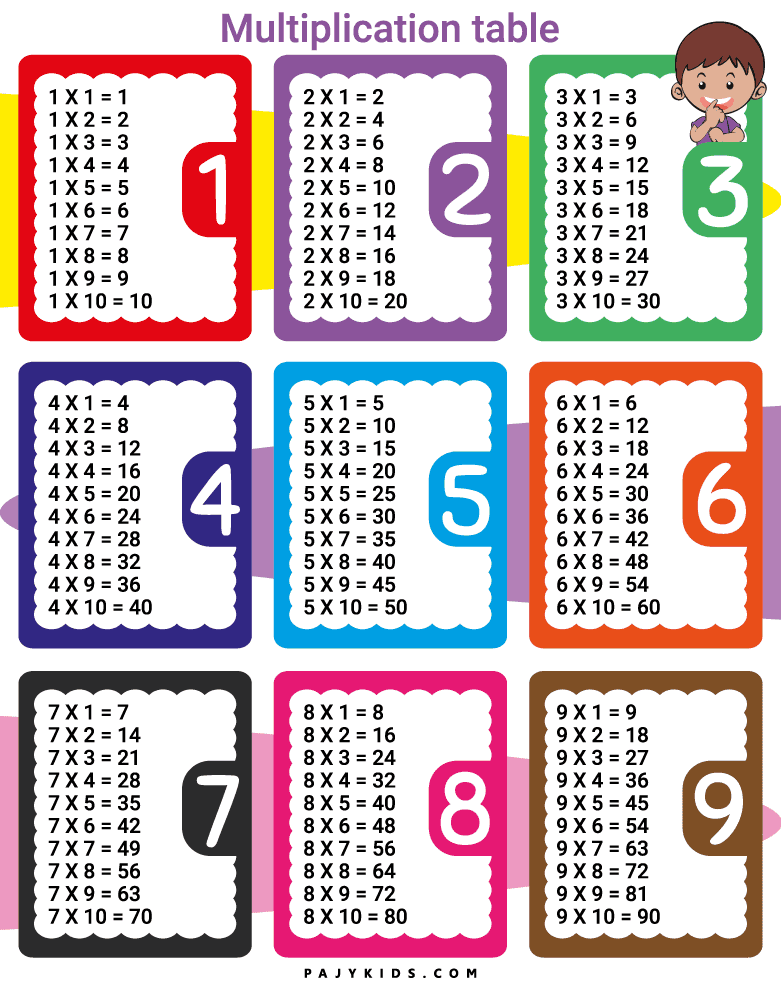 Multiplication table
1 X 1 = 1
1 X 2 = 2
1 X 3 = 3
1 X 4 = 4
1 X 5 = 5
1 X 6 = 6
1 X 7 = 7
1 X 8 = 8
1 X 9 = 9
1 X 10 = 10
1
2 X 1 = 2
2 X 2 = 4
2 X 3 = 6
2 X 4 = 8
2 X 5 = 10
2 X 6 = 12
2 X 7 = 14
2 X 8 = 16
2 X 9 = 18
2 X 10 = 20
2
3 X 1 = 3
3 X 2 = 6
3 X 3 = 9
3 X 4 = 12
3 X 5 = 15
3 X 6 = 18
3 X 7 = 21
3 X 8 = 24
3 X 9 = 27
3 X 10 = 30
3
4 X 1 = 4
4 X 2 = 8
4 X 3 = 12
4 X 4 = 16
4 X 5 = 20
4 X 6 = 24
4 X 7 = 28
4 X 8 = 32
4 X 9 = 36
4 X 10 = 40
4
5 X 1 = 5
5 X 2 = 10
5 X 3 = 15
5 X 4 = 20
5 X 5 = 25
5 X 6 = 30
5 X 7 = 35
5 X 8 = 40
5 X 9 = 45
5 X 10 = 50
5
6 X 1 = 6
6 X 2 = 12
6 X 3 = 18
6 X 4 = 24
6 X 5 = 30
6 X 6 = 36
6 X 7 = 42
6 X 8 = 48
6 X 9 = 54
6 X 10 = 60
6
7 X 1 = 7
7 X 2 = 14
7 X 3 = 21
7 X 4 = 28
7 X 5 = 35
7 X 6 = 42
7 X 7 = 49
7 X 8 = 56
7 X 9 = 63
7 X 10 = 70
7
8 X 1 = 8
8 X 2 = 16
8 X 3 = 24
8 X 4 = 32
8 X 5 = 40
8 X 6 = 48
8 X 7 = 56
8 X 8 = 64
8 X 9 = 72
8 X 10 = 80
8
9 X 1 = 9
9 X 2 = 18
9 X 3 = 27
9 X 4 = 36
9 X 5 = 45
9 X 6 = 54
9 X 7 = 63
9 X 8 = 72
9 X 9 = 81
9 X 10 = 90
9
PAJYKIDS.COM